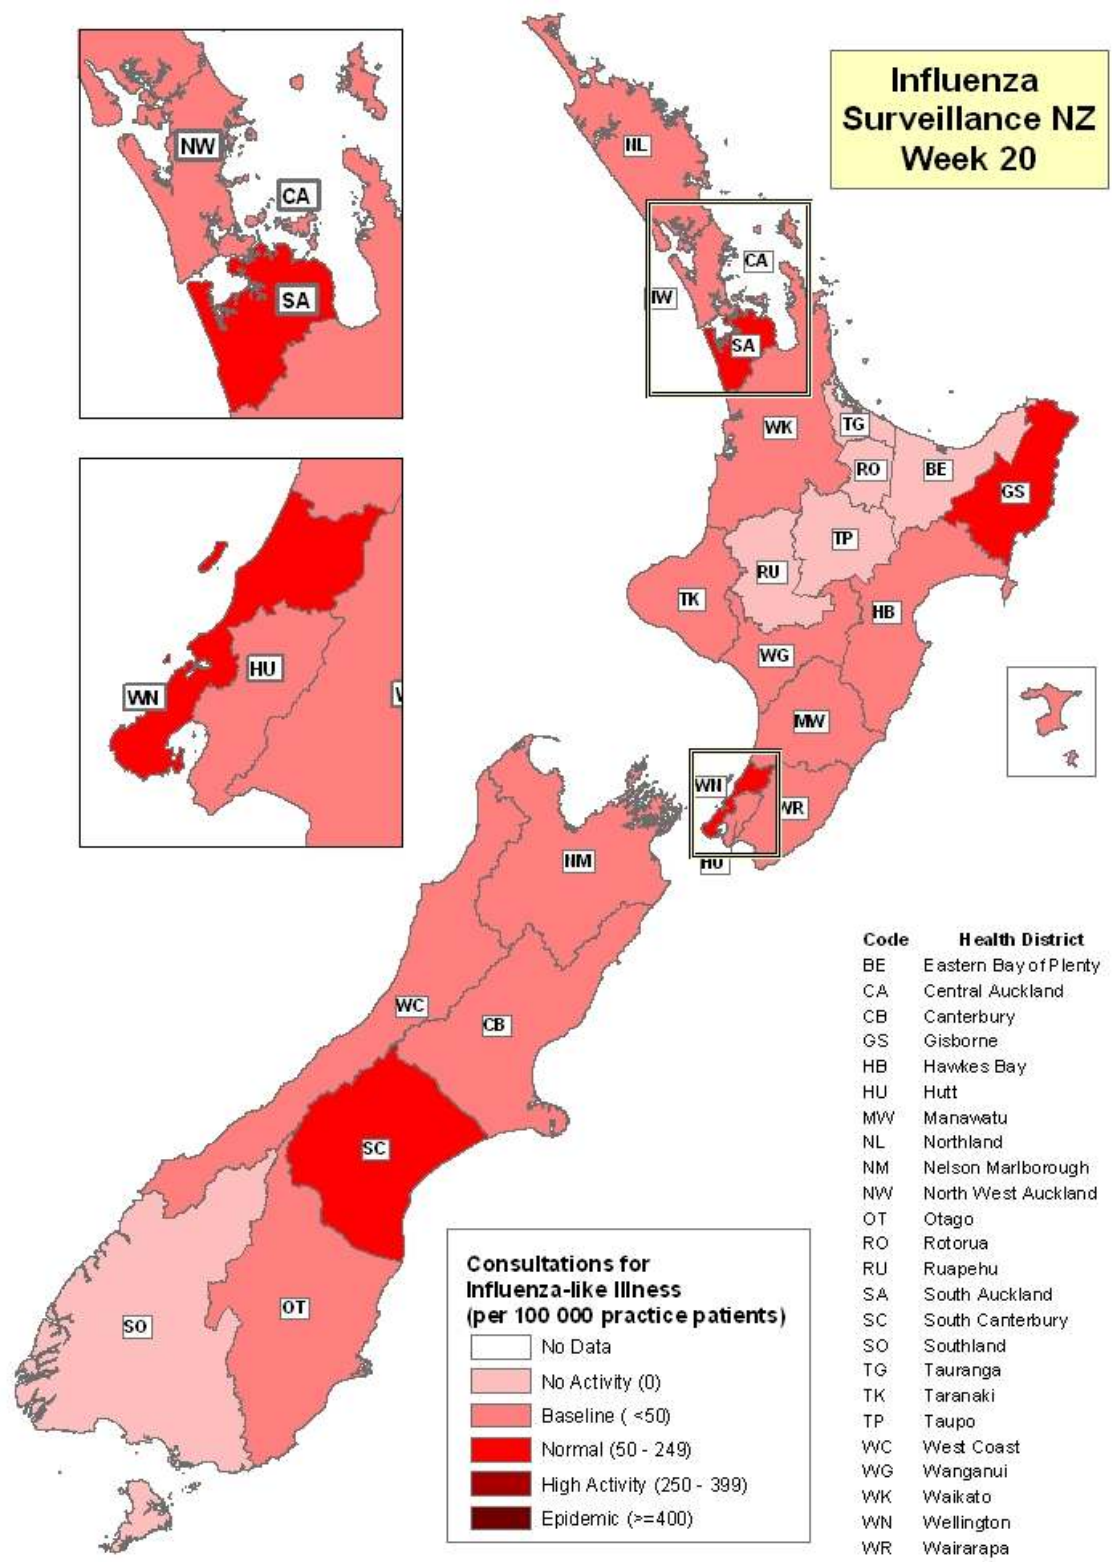 Influenza
Surveillance NZ
Week 20
NW
CA
SA
NL
CA
SA
WK
TG
RO
BE
GS
TP
RU
TK
HB
WG
MW
HU
WN
WN
WR
HU
NM
WC
CB
SC
OT
SO
Code Health District
BE Eastern Bay of Plenty
CA Central Auckland
CB Canterbury
GS Gisborne
HB Hawkes Bay
HU Hutt
MW Manawatu
NL Northland
NM Nelson Marlborough
NW North West Auckland
OT Otago
RO Rotorua
RU Ruapehu
SA South Auckland
SC South Canterbury
SO Southland
TG Tauranga
TK Taranaki
TP Taupo
WC West Coast
WG Wanganui
WK Waikato
WN Wellington
WR Wairarapa
Consultations for
Influenza-like Illness
(per 100 000 practice patients)
No Data
No Activity (0)
Baseline ( <50)
Normal (50 - 249)
High Activity (250 - 399)
Epidemic (>=400)